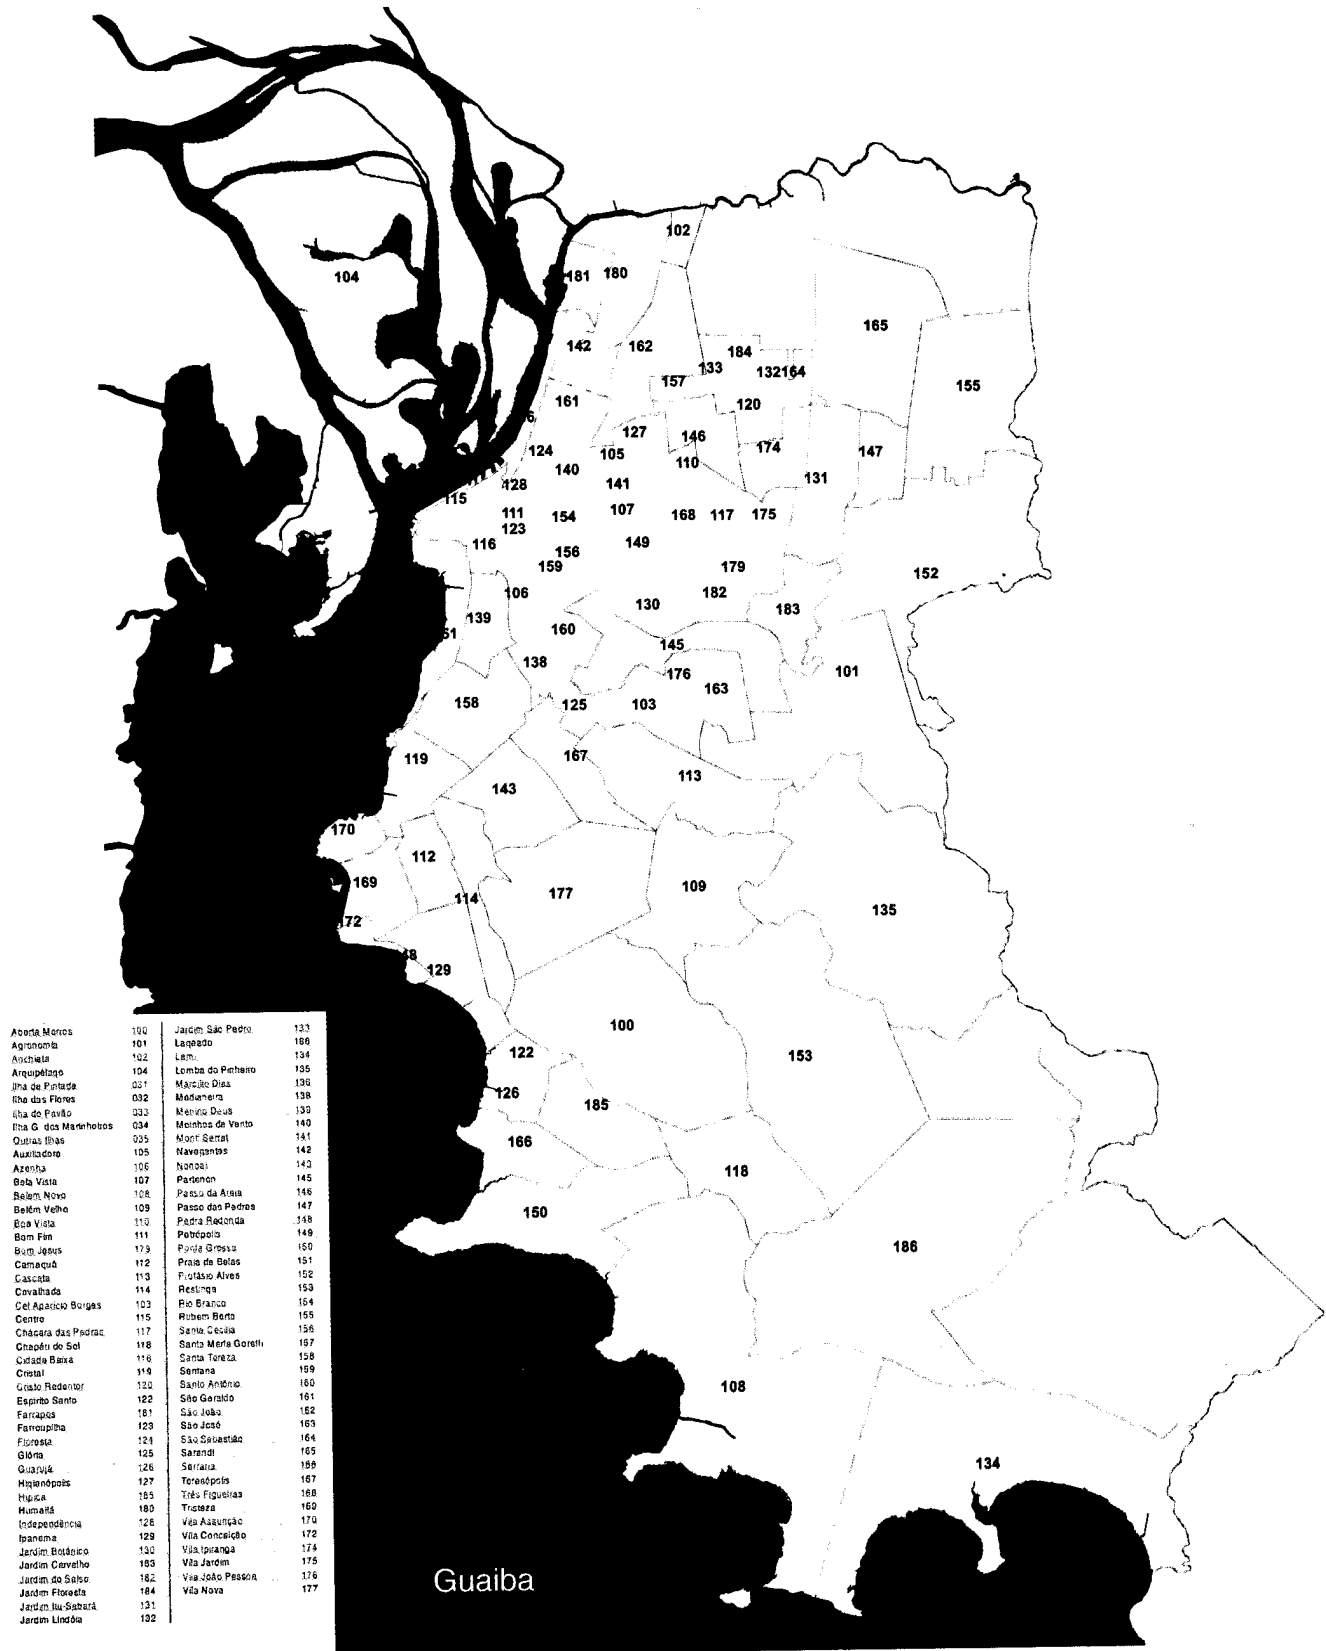 102
181
180
104
142
162
165
184
133
132
164
157
155
120
161
6
127
146
124
105
174
147
140
110
131
128
141
115
111
154
107
168
117
175
123
116
149
156
159
179
152
106
182
139
130
183
160
51
145
138
101
176
163
158
125
103
167
119
113
143
170
112
169
177
109
114
135
172
48
129
100
122
153
126
185
166
118
150
186
108
134
Aberta Morros 100
Agronomia 101
Anchieta 102
Arquipélago 104
Ilha da Pintada 031
Ilha das Flores 032
Ilha do Pavão 033
Ilha G. dos Marinheiros 034
Outras Ilhas 035
Auxiliadora 105
Azenha 106
Bela Vista 107
Belém Novo 108
Belém Velho 109
Boa Vista 110
Bom Fim 111
Bom Jesus 179
Camaquã 112
Cascata 113
Cavalhada 114
Cel Aparício Borges 103
Centro 115
Chácara das Pedras 117
Chapéu do Sol 118
Cidade Baixa 116
Cristal 119
Cristo Redentor 120
Espírito Santo 122
Farrapos 181
Farroupilha 123
Floresta 124
Glória 125
Guarujá 126
Higienópolis 127
Hípica 185
Humaitá 180
Independência 128
Ipanema 129
Jardim Botânico 130
Jardim Carvalho 183
Jardim do Salso 182
Jardim Floresta 184
Jardim Itu-Sabará 131
Jardim Lindóia 132
Jardim São Pedro 133
Lageado 186
Lami 134
Lomba do Pinheiro 135
Marcílio Dias 136
Medianeira 138
Menino Deus 139
Moinhos de Vento 140
Mont Serrat 141
Navegantes 142
Nonoai 143
Partenon 145
Passo da Areia 146
Passo das Pedras 147
Pedra Redonda 148
Petrópolis 149
Ponta Grossa 150
Praia de Belas 151
Protásio Alves 152
Restinga 153
Rio Branco 154
Rubem Berta 155
Santa Cecília 156
Santa Maria Goretti 157
Santa Tereza 158
Santana 159
Santo Antônio 160
São Geraldo 161
São João 162
São José 163
São Sebastião 164
Sarandi 165
Serraria 166
Teresópolis 167
Três Figueiras 168
Tristeza 169
Vila Assunção 170
Vila Conceição 172
Vila Ipiranga 174
Vila Jardim 175
Vila João Pessoa 176
Vila Nova 177
Guaiba